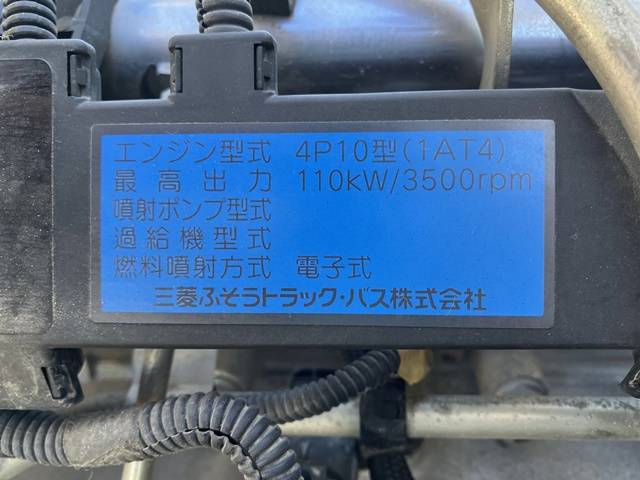 エンジン型式 4P10型(1AT4)
最高出力 110kW/3500rpm
噴射ポンプ型式
過給機型式
燃料噴射方式 電子式
三菱ふそうトラック・バス株式会社